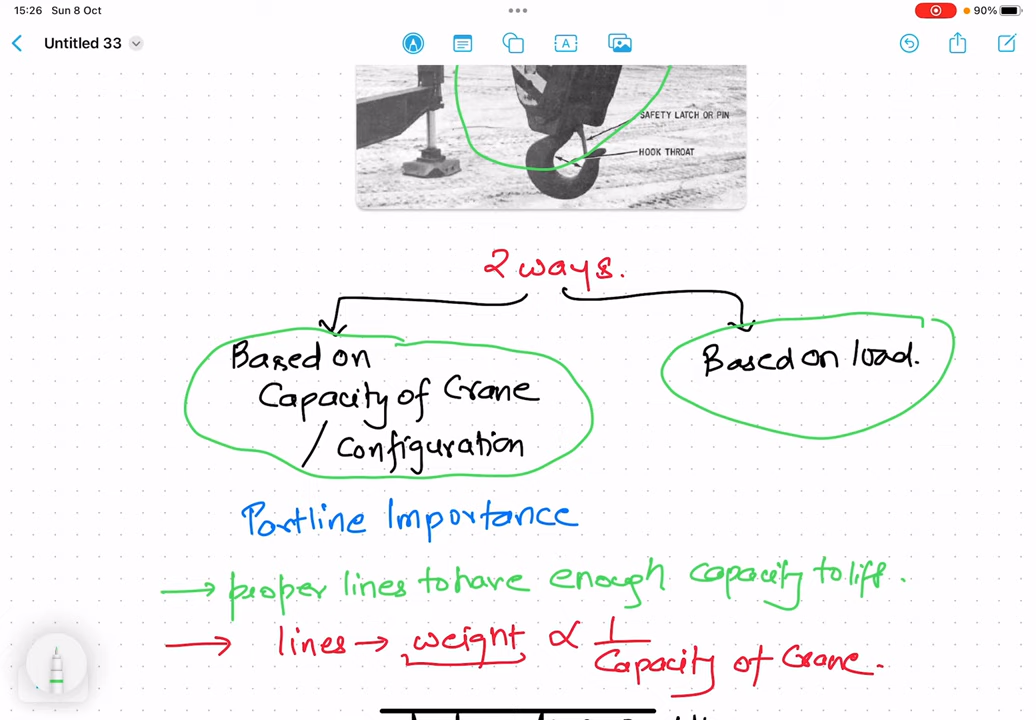 15:26 Sun 8 Oct
90%
Untitled 33
A
SAFETY LATCH OR PIN
HOOK THROAT
2 ways.
Based on
Capacity of Crane
/ Configuration
Based on load.
Partline Importance
→ proper lines to have enough capacity to lift.
→ lines → weight ∝ 1
Capacity of Crane.